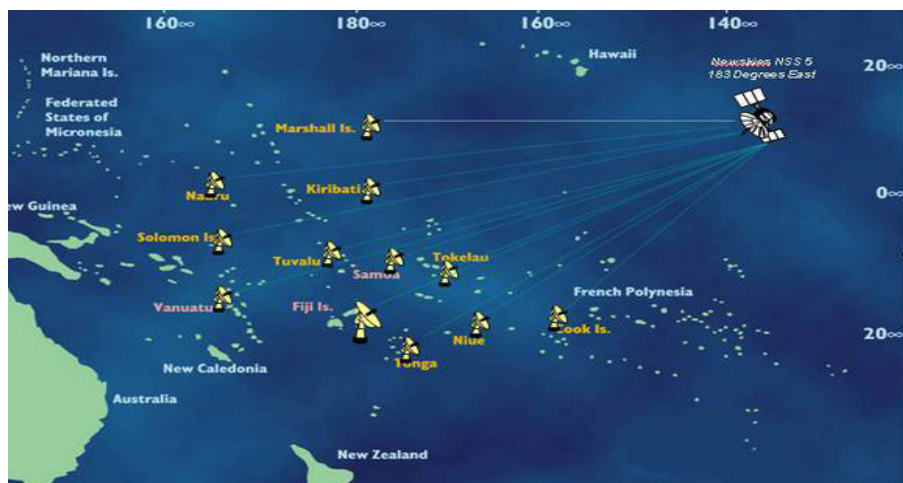 160∞
180∞
160∞
140∞
Northern
Mariana Is.
Hawaii
Newskies NSS 5
183 Degrees East
20∞
Federated
States of
Micronesia
Marshall Is.
Nauru
Kiribati
0∞
ew Guinea
Solomon Is
Tuvalu
Samoa
Tokelau
Vanuatu
Fiji Is.
French Polynesia
Niue
Cook Is.
20∞
Tonga
New Caledonia
Australia
New Zealand